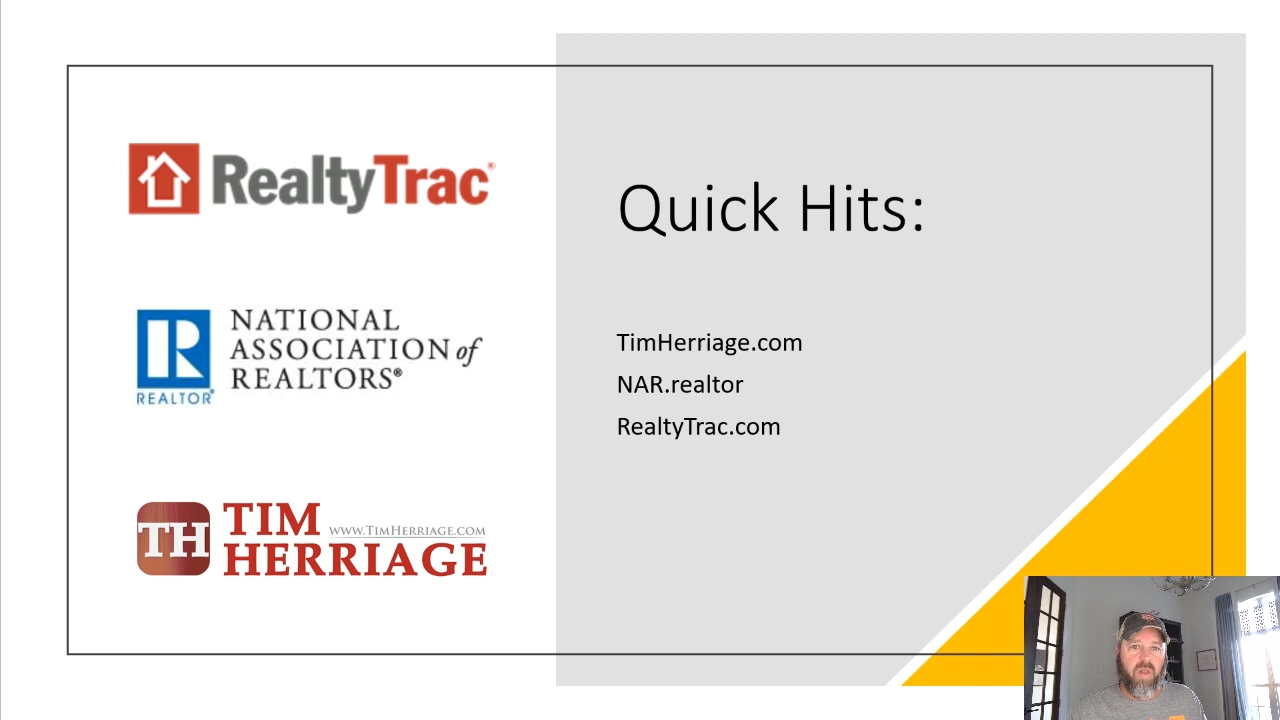 RealtyTrac®
NATIONAL
ASSOCIATION of
REALTORS®
REALTOR®
TH
TIM
www.TimHerriage.com
HERRIAGE
Quick Hits:
TimHerriage.com
NAR.realtor
RealtyTrac.com